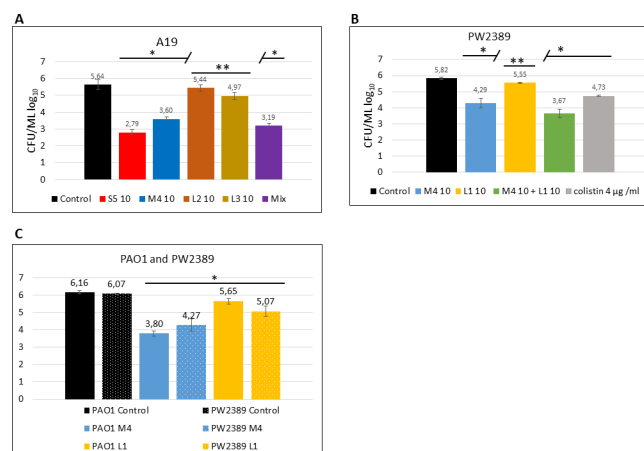 A
A19
* ** *
6
5
4
3
2
1
0
CFU/ML log10
5,64
2,79
3,60
5,44
4,97
3,19
Control S5 10 M4 10 L2 10 L3 10 Mix
B
PW2389
* ** *
6
5
4
3
2
1
0
CFU/ML log10
5,82
4,29
5,55
3,67
4,73
Control M4 10 L1 10 M4 10 + L1 10 colistin 4 µg /ml
C
PAO1 and PW2389
*
6
5
4
3
2
1
0
6,16
6,07
3,80
4,27
5,65
5,07
PAO1 Control PW2389 Control
PAO1 M4 PW2389 M4
PAO1 L1 PW2389 L1